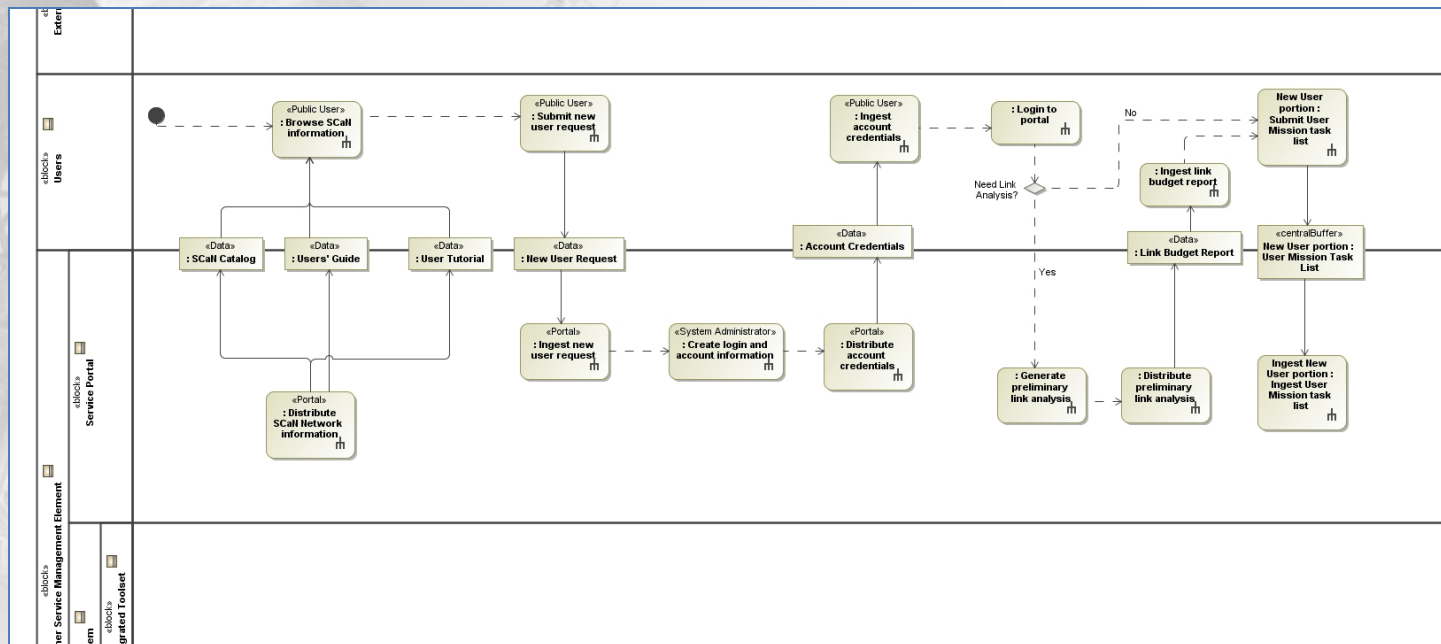 «block»
Users
«Public User»
: Browse SCaN
information
«Public User»
: Submit new
user request
«Public User»
: Ingest
account
credentials
: Login to
portal
Need Link
Analysis?
No
Yes
: Ingest link
budget report
New User
portion :
Submit User
Mission task
list
«Data»
: SCaN Catalog
«Data»
: Users' Guide
«Data»
: User Tutorial
«Data»
: New User Request
«Data»
: Account Credentials
«Data»
: Link Budget Report
«centralBuffer»
New User portion :
User Mission Task
List
«block»
Service Portal
«Portal»
: Distribute
SCaN Network
information
«Portal»
: Ingest new
user request
«System Administrator»
: Create login and
account information
«Portal»
: Distribute
account
credentials
: Generate
preliminary
link analysis
: Distribute
preliminary
link analysis
Ingest New
User portion :
Ingest User
Mission task
list
«block»
Service Management Element
«block»
Toolset